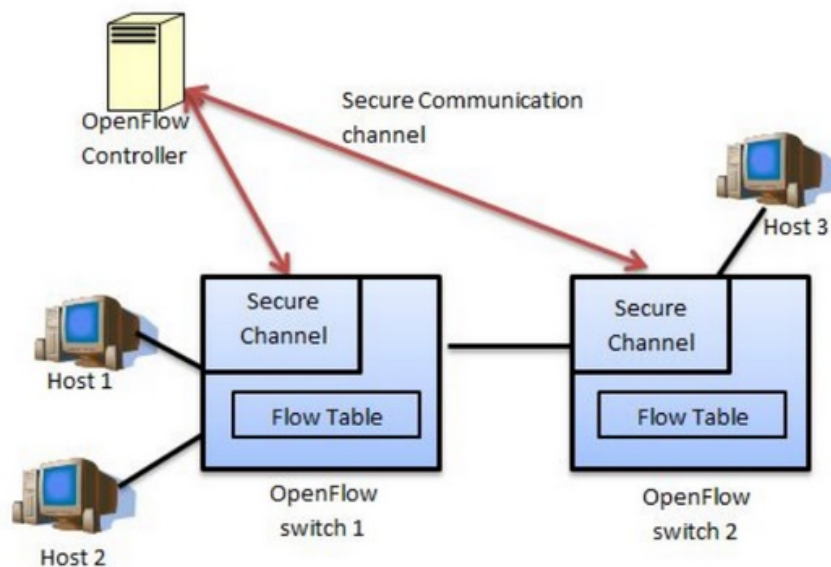 OpenFlow
Controller
Secure Communication
channel
Host 3
Secure
Channel
Secure
Channel
Host 1
Flow Table
Flow Table
OpenFlow
switch 1
OpenFlow
switch 2
Host 2